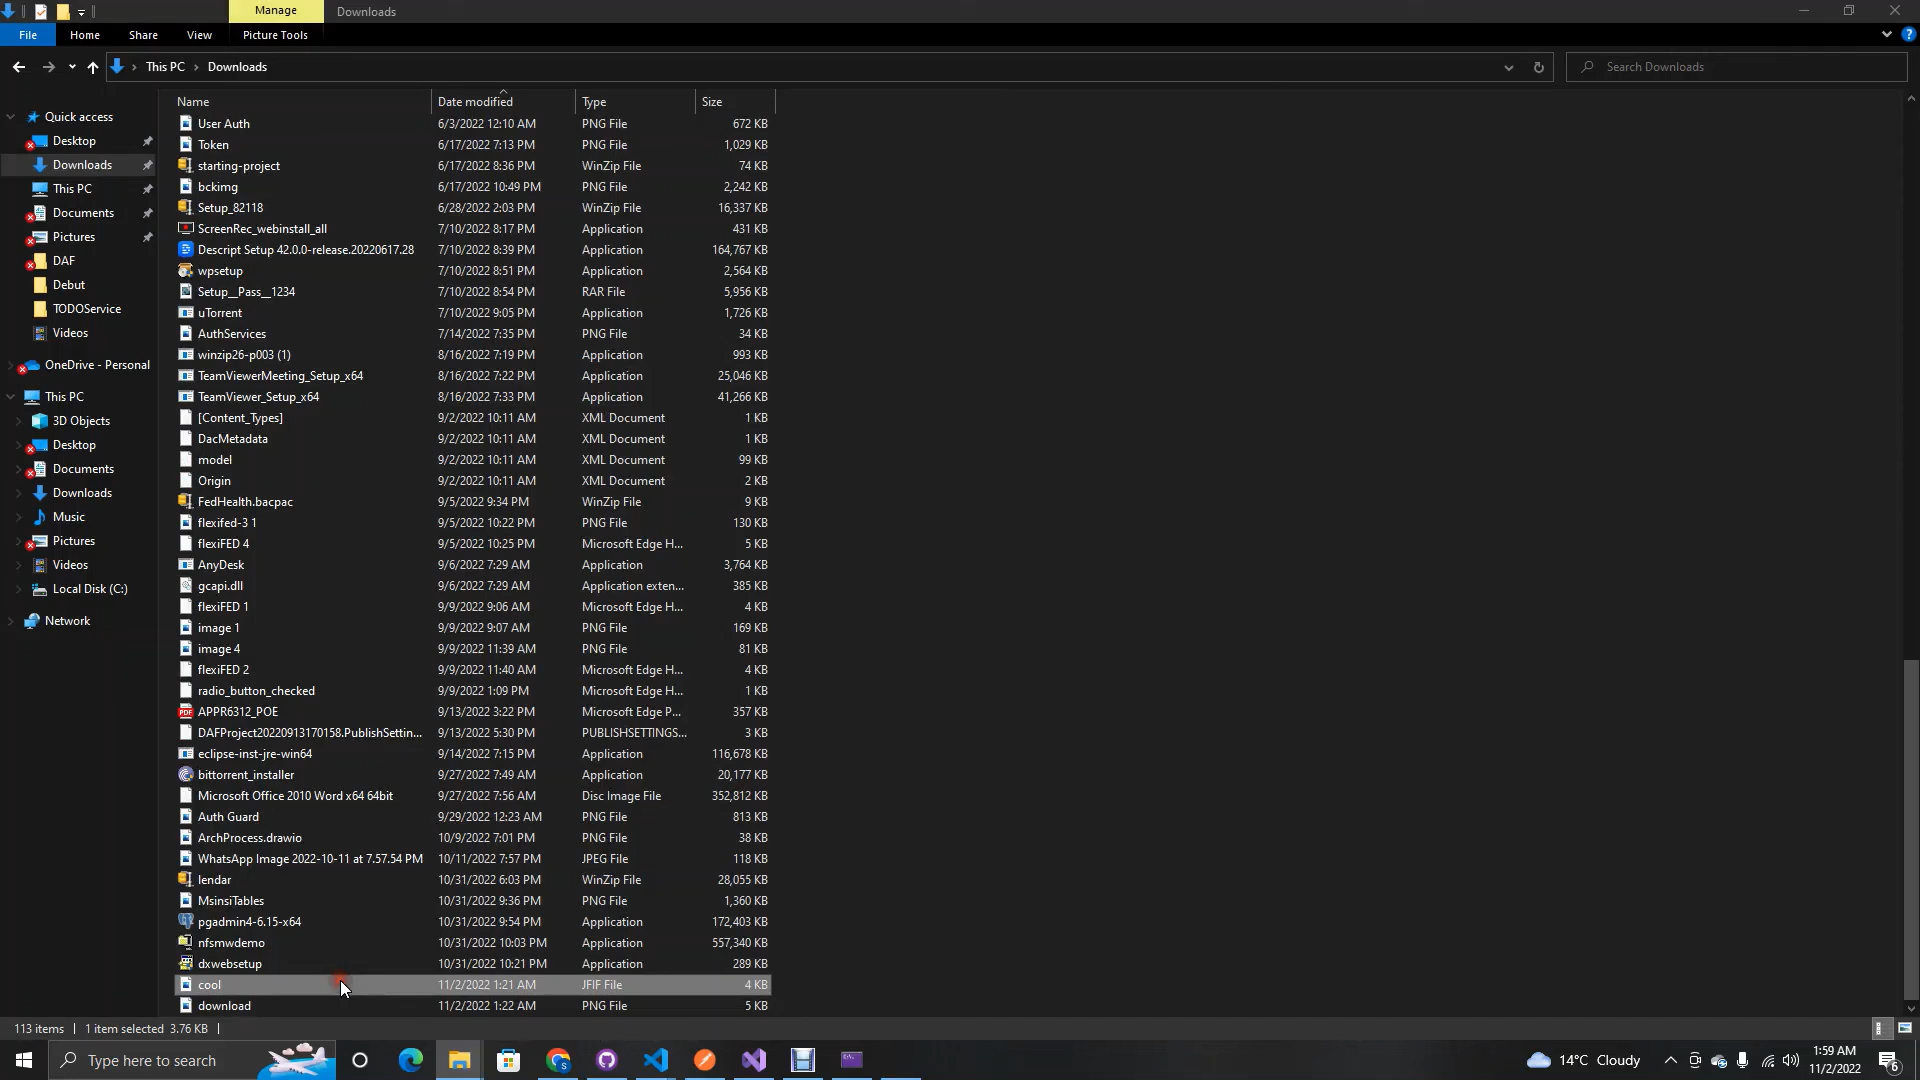 Manage
Downloads
File
Home
Share
View
Picture Tools
This PC
Downloads
Search Downloads
Name
Date modified
Type
Size
Quick access
Desktop
Downloads
This PC
Documents
Pictures
DAF
Debut
TODOService
Videos
OneDrive - Personal
This PC
3D Objects
Desktop
Documents
Downloads
Music
Pictures
Videos
Local Disk (C:)
Network
User Auth 6/3/2022 12:10 AM PNG File 672 KB
Token 6/17/2022 7:13 PM PNG File 1,029 KB
starting-project 6/17/2022 8:36 PM WinZip File 74 KB
bckimg 6/17/2022 10:49 PM PNG File 2,242 KB
Setup_82118 6/28/2022 2:03 PM WinZip File 16,337 KB
ScreenRec_webinstall_all 7/10/2022 8:17 PM Application 431 KB
Descript Setup 42.0.0-release.20220617.28 7/10/2022 8:39 PM Application 164,767 KB
wpsetup 7/10/2022 8:51 PM Application 2,564 KB
Setup__Pass__1234 7/10/2022 8:54 PM RAR File 5,956 KB
uTorrent 7/10/2022 9:05 PM Application 1,726 KB
AuthServices 7/14/2022 7:35 PM PNG File 34 KB
winzip26-p003 (1) 8/16/2022 7:19 PM Application 993 KB
TeamViewerMeeting_Setup_x64 8/16/2022 7:22 PM Application 25,046 KB
TeamViewer_Setup_x64 8/16/2022 7:33 PM Application 41,266 KB
[Content_Types] 9/2/2022 10:11 AM XML Document 1 KB
DacMetadata 9/2/2022 10:11 AM XML Document 1 KB
model 9/2/2022 10:11 AM XML Document 99 KB
Origin 9/2/2022 10:11 AM XML Document 2 KB
FedHealth.bacpac 9/5/2022 9:34 PM WinZip File 9 KB
flexifed-3 1 9/5/2022 10:22 PM PNG File 130 KB
flexiFED 4 9/5/2022 10:25 PM Microsoft Edge H... 5 KB
AnyDesk 9/6/2022 7:29 AM Application 3,764 KB
gcapi.dll 9/6/2022 7:29 AM Application exten... 385 KB
flexiFED 1 9/9/2022 9:06 AM Microsoft Edge H... 4 KB
image 1 9/9/2022 9:07 AM PNG File 169 KB
image 4 9/9/2022 11:39 AM PNG File 81 KB
flexiFED 2 9/9/2022 11:40 AM Microsoft Edge H... 4 KB
radio_button_checked 9/9/2022 1:09 PM Microsoft Edge H... 1 KB
APPR6312_POE 9/13/2022 3:22 PM Microsoft Edge P... 357 KB
DAFProject20220913170158.PublishSettin... 9/13/2022 5:30 PM PUBLISHSETTINGS... 3 KB
eclipse-inst-jre-win64 9/14/2022 7:15 PM Application 116,678 KB
bittorrent_installer 9/27/2022 7:49 AM Application 20,177 KB
Microsoft Office 2010 Word x64 64bit 9/27/2022 7:56 AM Disc Image File 352,812 KB
Auth Guard 9/29/2022 12:23 AM PNG File 813 KB
ArchProcess.drawio 10/9/2022 7:01 PM PNG File 38 KB
WhatsApp Image 2022-10-11 at 7.57.54 PM 10/11/2022 7:57 PM JPEG File 118 KB
lendar 10/31/2022 6:03 PM WinZip File 28,055 KB
MsinsiTables 10/31/2022 9:36 PM PNG File 1,360 KB
pgadmin4-6.15-x64 10/31/2022 9:54 PM Application 172,403 KB
nfsmwdemo 10/31/2022 10:03 PM Application 557,340 KB
dxwebsetup 10/31/2022 10:21 PM Application 289 KB
cool 11/2/2022 1:21 AM JFIF File 4 KB
download 11/2/2022 1:22 AM PNG File 5 KB
113 items
1 item selected 3.76 KB
Type here to search
14°C Cloudy
1:59 AM
11/2/2022
6